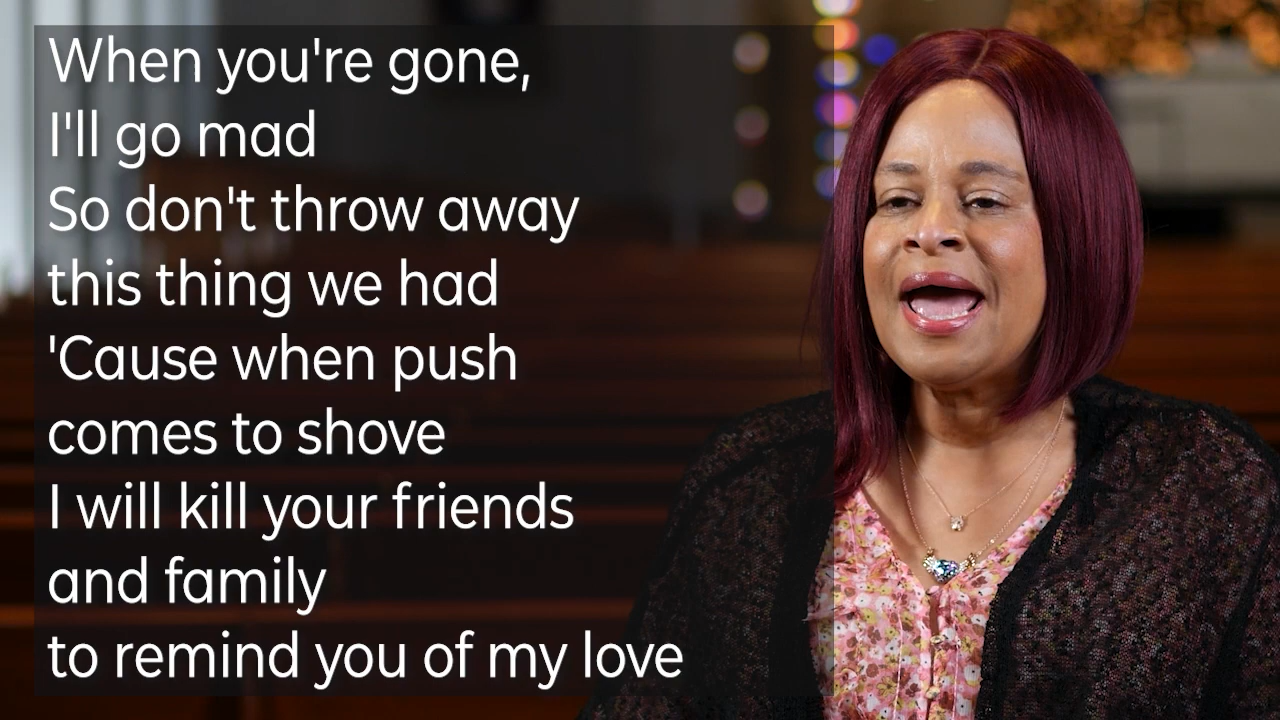 When you're gone,
I'll go mad
So don't throw away
this thing we had
'Cause when push
comes to shove
I will kill your friends
and family
to remind you of my love